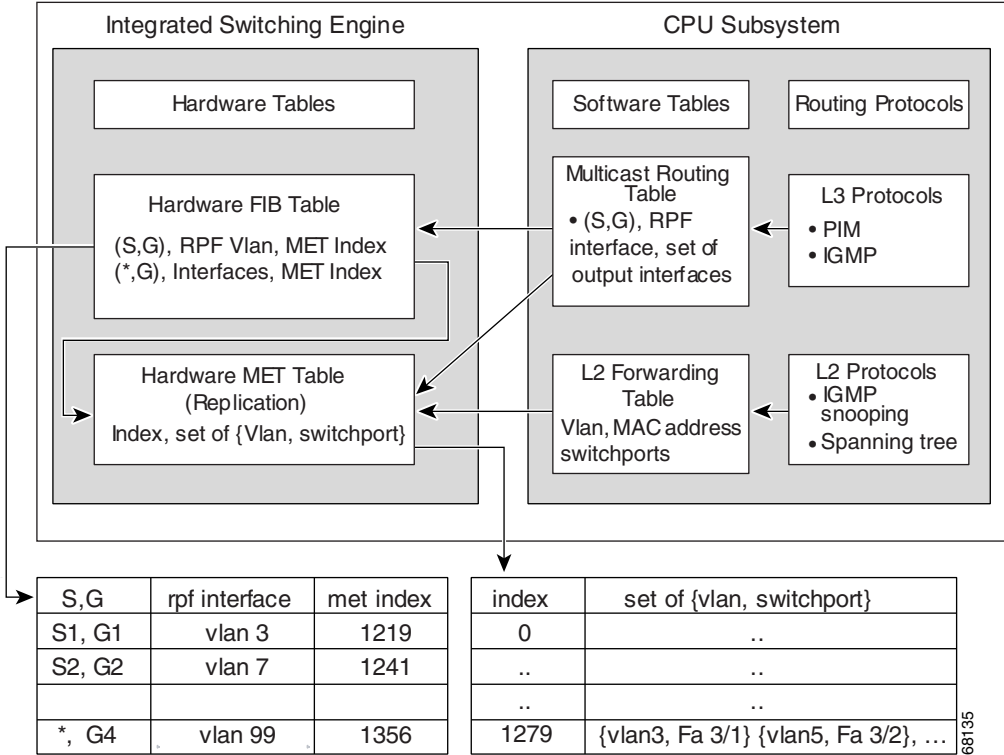 Integrated Switching Engine
CPU Subsystem
Hardware Tables
Software Tables
Routing Protocols
Hardware FIB Table
(S,G), RPF Vlan, MET Index
(*,G), Interfaces, MET Index
Multicast Routing
Table
• (S,G), RPF
interface, set of
output interfaces
L3 Protocols
• PIM
• IGMP
Hardware MET Table
(Replication)
Index, set of {Vlan, switchport}
L2 Forwarding
Table
Vlan, MAC address
switchports
L2 Protocols
• IGMP
snooping
• Spanning tree
S,G rpf interface met index
S1, G1 vlan 3 1219
S2, G2 vlan 7 1241
*, G4 vlan 99 1356
index set of {vlan, switchport}
0 ..
.. ..
..
1279 {vlan3, Fa 3/1} {vlan5, Fa 3/2}, ...
68135